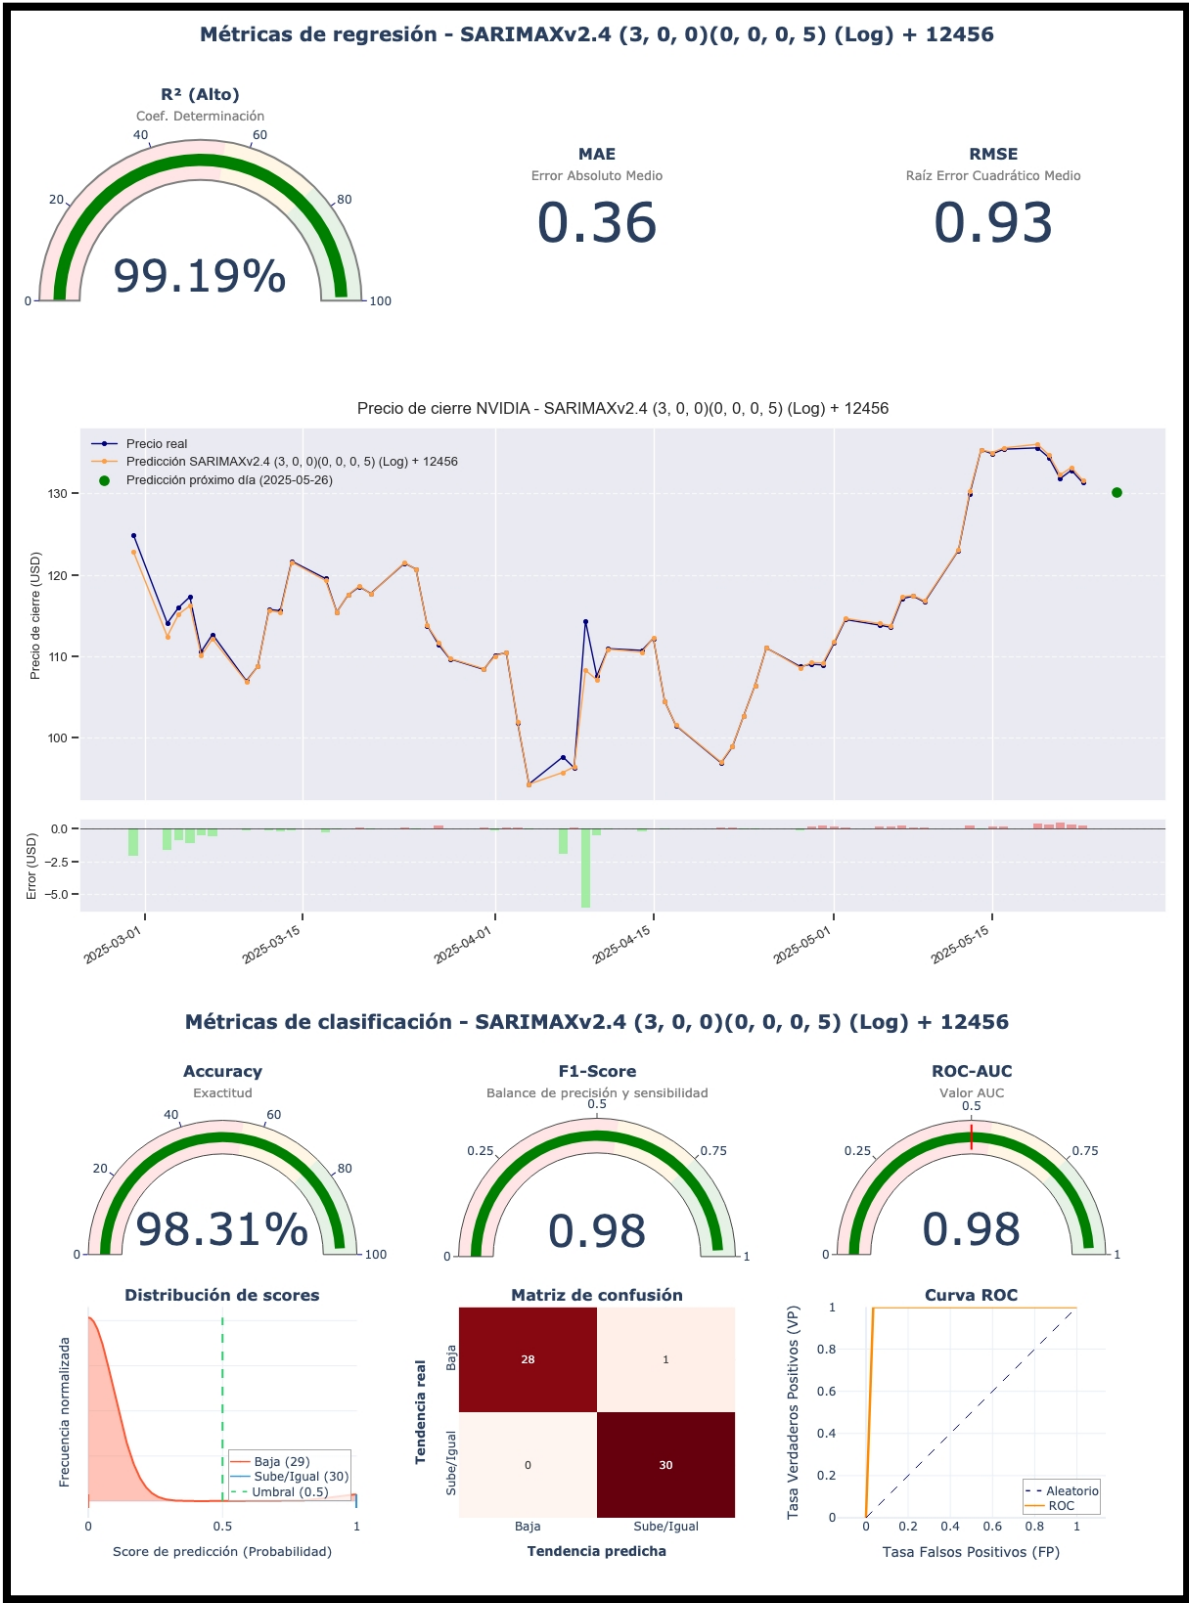 Métricas de regresión - SARIMAXv2.4 (3, 0, 0)(0, 0, 0, 5) (Log) + 12456
R² (Alto)
Coef. Determinación
0
20
40
60
80
100
99.19%
MAE
Error Absoluto Medio
0.36
RMSE
Raíz Error Cuadrático Medio
0.93
Precio de cierre NVIDIA - SARIMAXv2.4 (3, 0, 0)(0, 0, 0, 5) (Log) + 12456
Precio real
Predicción SARIMAXv2.4 (3, 0, 0)(0, 0, 0, 5) (Log) + 12456
Predicción próximo día (2025-05-26)
Precio de cierre (USD)
130
120
110
100
Error (USD)
0.0
−2.5
−5.0
2025-03-01
2025-03-15
2025-04-01
2025-04-15
2025-05-01
2025-05-15
Métricas de clasificación - SARIMAXv2.4 (3, 0, 0)(0, 0, 0, 5) (Log) + 12456
Accuracy
Exactitud
0
20
40
60
80
100
98.31%
F1-Score
Balance de precisión y sensibilidad
0
0.25
0.5
0.75
1
0.98
ROC-AUC
Valor AUC
0
0.25
0.5
0.75
1
0.98
Distribución de scores
Frecuencia normalizada
Baja (29)
Sube/Igual (30)
Umbral (0.5)
0
0.5
1
Score de predicción (Probabilidad)
Matriz de confusión
Tendencia real
Baja
Sube/Igual
28
1
0
30
Baja
Sube/Igual
Tendencia predicha
Curva ROC
Tasa Verdaderos Positivos (VP)
1
0.8
0.6
0.4
0.2
0
Aleatorio
ROC
0
0.2
0.4
0.6
0.8
1
Tasa Falsos Positivos (FP)